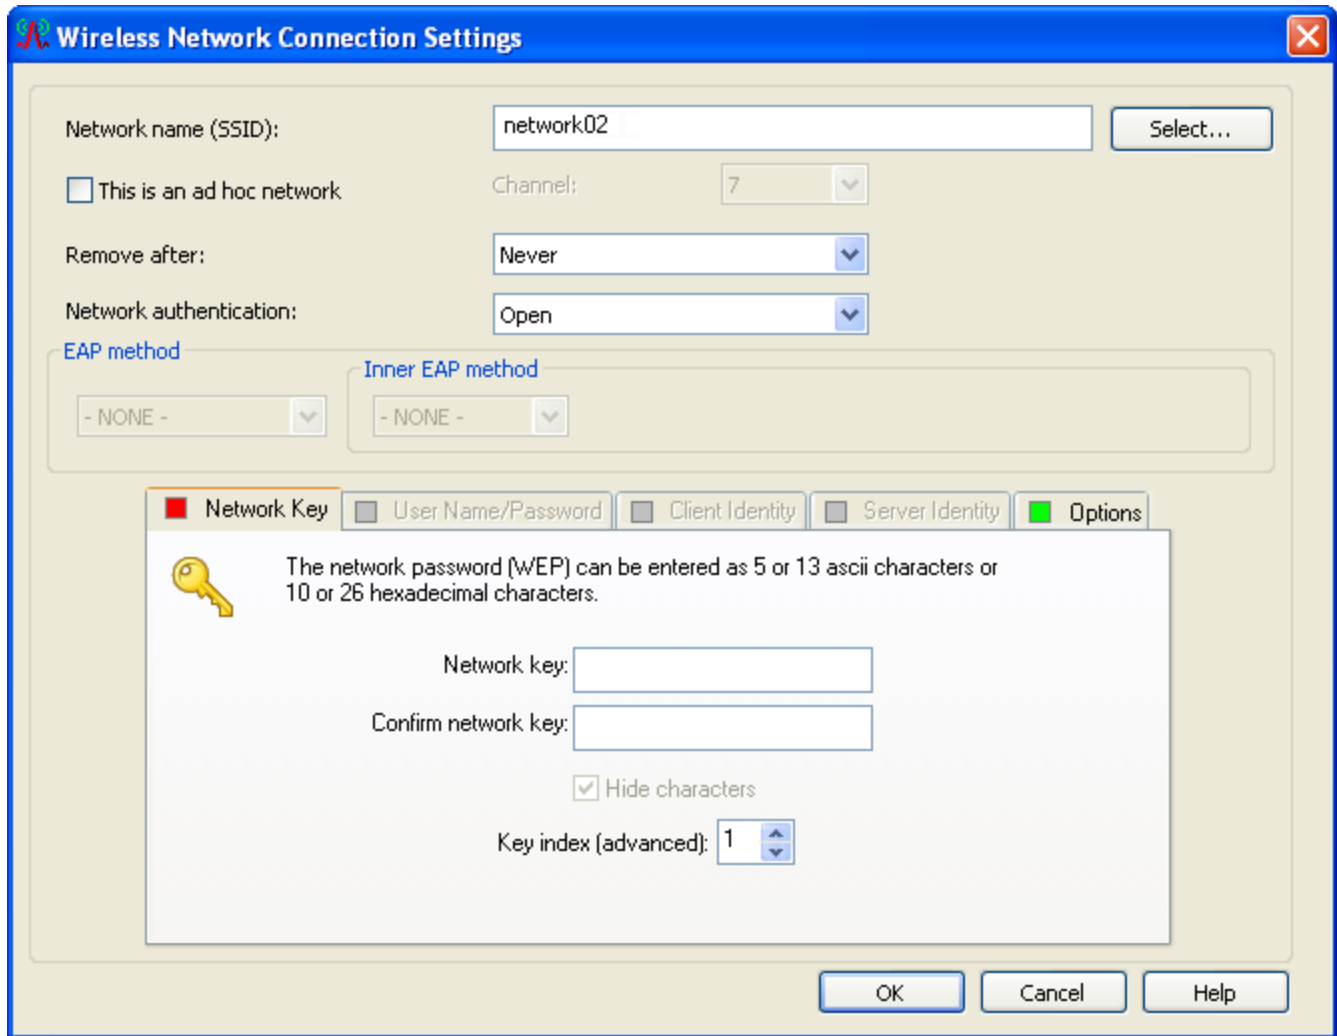 Wireless Network Connection Settings
Network name (SSID): network02 Select...
This is an ad hoc network Channel: 7
Remove after: Never
Network authentication: Open
EAP method
Inner EAP method
- NONE - - NONE -
Network Key User Name/Password Client Identity Server Identity Options
The network password (WEP) can be entered as 5 or 13 ascii characters or
10 or 26 hexadecimal characters.
Network key:
Confirm network key:
Hide characters
Key index (advanced): 1
OK Cancel Help